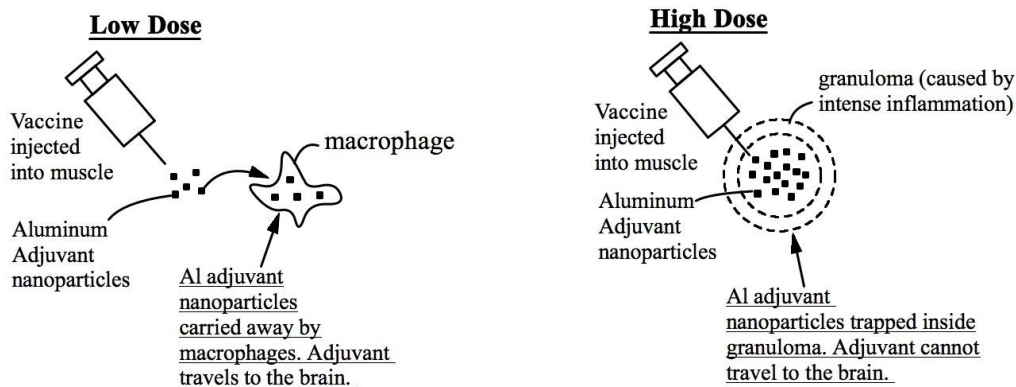 Low Dose
Vaccine
injected
into muscle
macrophage
Aluminum
Adjuvant
nanoparticles
Al adjuvant
nanoparticles
carried away by
macrophages. Adjuvant
travels to the brain.
High Dose
granuloma (caused by
intense inflammation)
Vaccine
injected
into muscle
Aluminum
Adjuvant
nanoparticles
Al adjuvant
nanoparticles trapped inside
granuloma. Adjuvant cannot
travel to the brain.